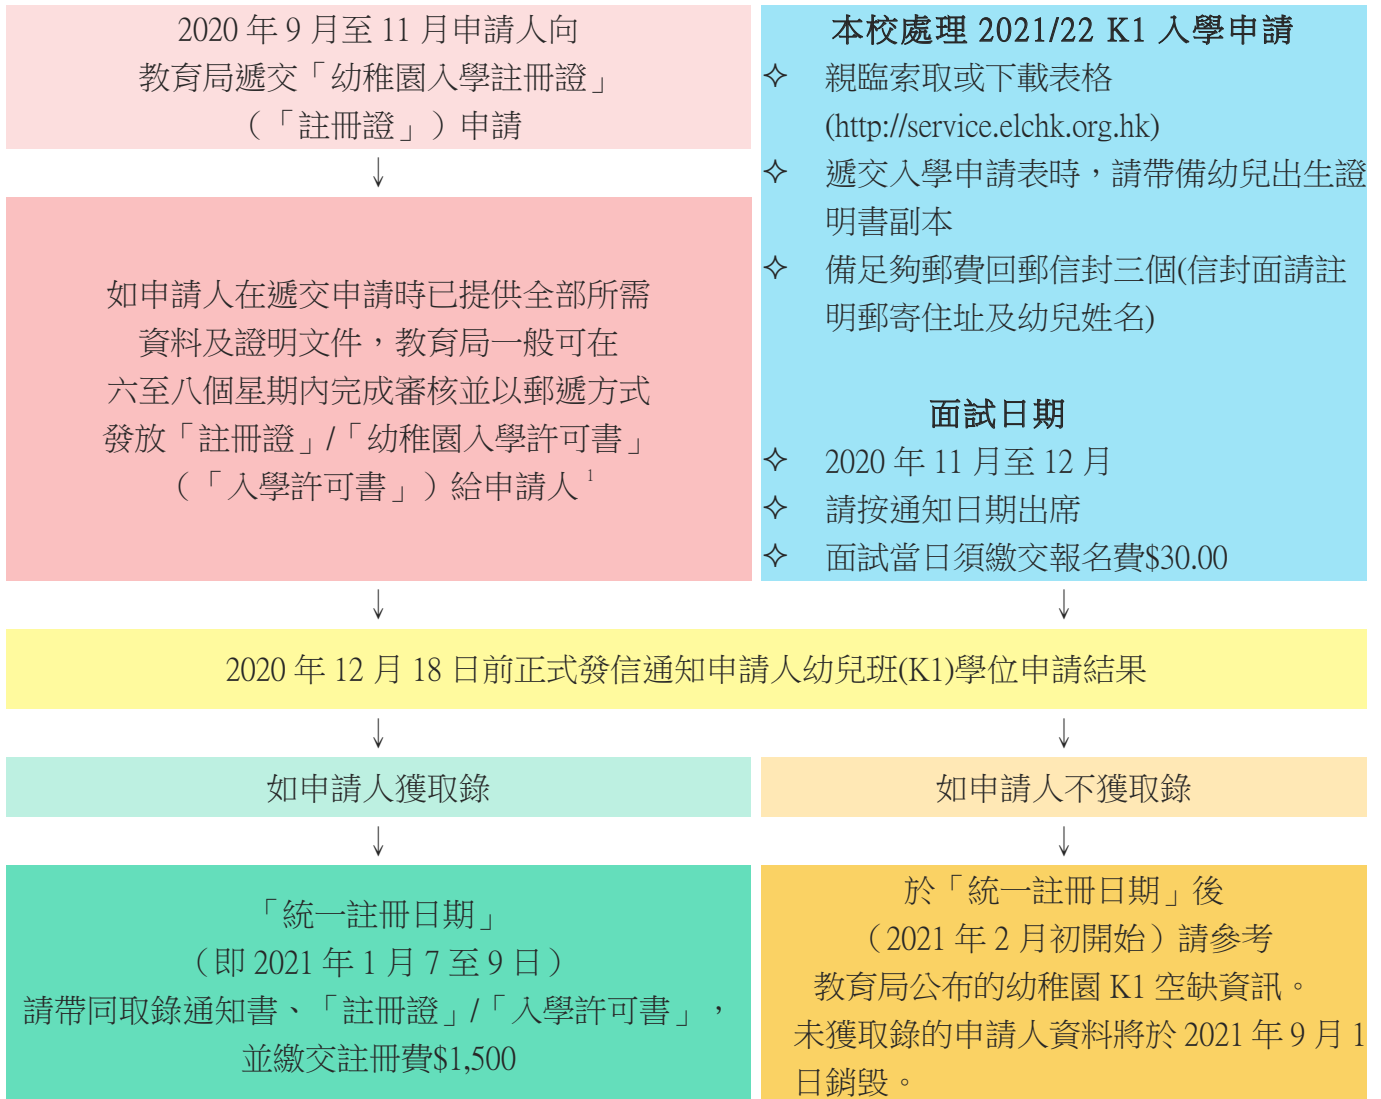 2020 年 9 月至 11 月申請人向
教育局遞交「幼稚園入學註冊證」
（「註冊證」）申請
↓
如申請人在遞交申請時已提供全部所需
資料及證明文件，教育局一般可在
六至八個星期內完成審核並以郵遞方式
發放「註冊證」/「幼稚園入學許可書」
（「入學許可書」）給申請人 1
本校處理 2021/22 K1 入學申請
✧ 親臨索取或下載表格
(http://service.elchk.org.hk)
✧ 遞交入學申請表時，請帶備幼兒出生證
明書副本
✧ 備足夠郵費回郵信封三個(信封面請註
明郵寄住址及幼兒姓名)
面試日期
✧ 2020 年 11 月至 12 月
✧ 請按通知日期出席
✧ 面試當日須繳交報名費$30.00
↓ ↓
2020 年 12 月 18 日前正式發信通知申請人幼兒班(K1)學位申請結果
↓ ↓
如申請人獲取錄
↓
「統一註冊日期」
（即 2021 年 1 月 7 至 9 日）
請帶同取錄通知書、「註冊證」/「入學許可書」，
並繳交註冊費$1,500
如申請人不獲取錄
↓
於「統一註冊日期」後
（2021 年 2 月初開始）請參考
教育局公布的幼稚園 K1 空缺資訊。
未獲取錄的申請人資料將於 2021 年 9 月 1
日銷毀。